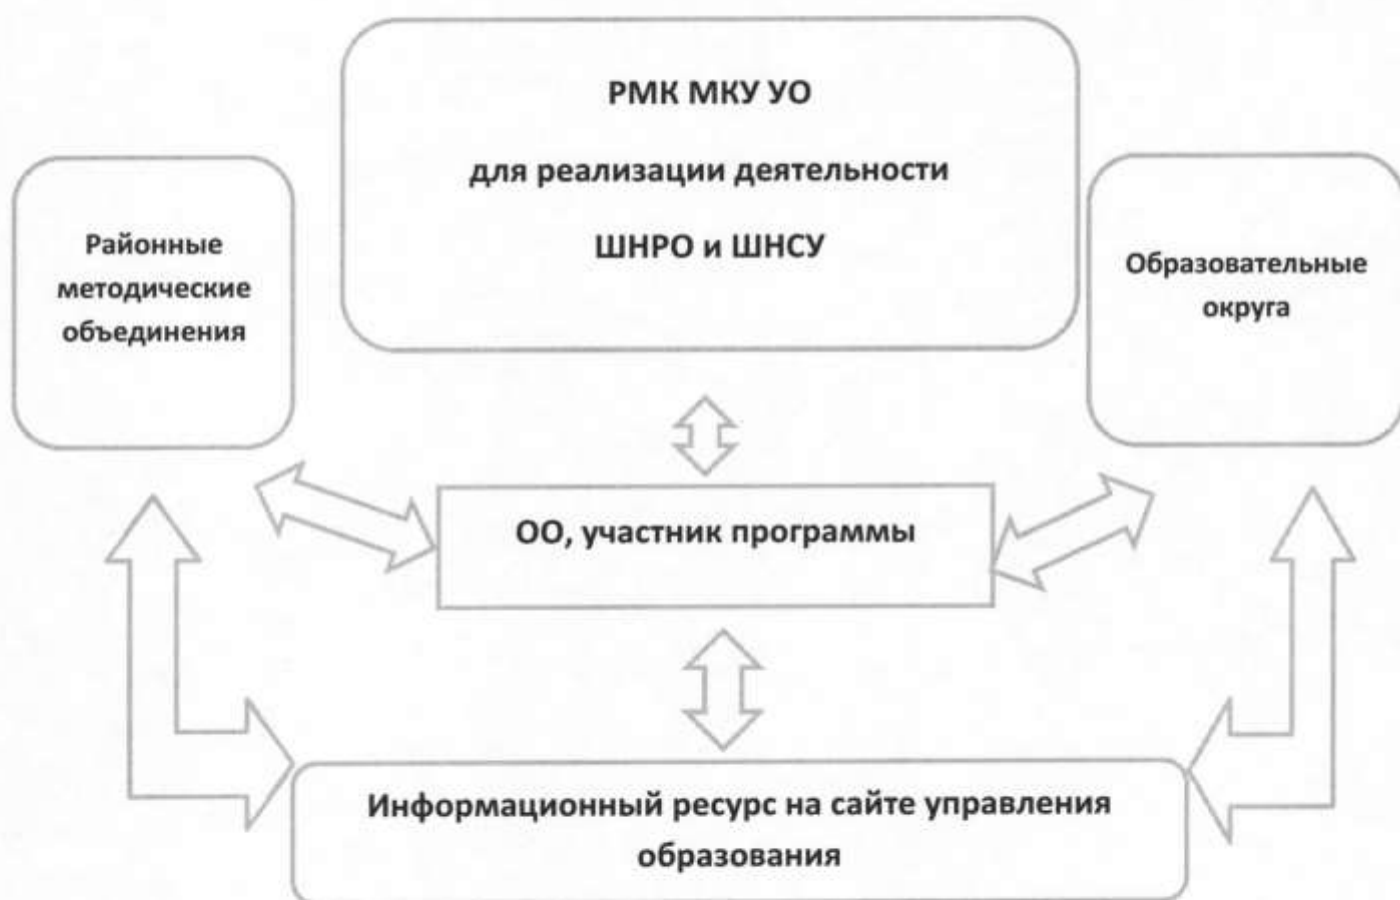 РМК МКУ УО
для реализации деятельности
ШНРО и ШНСУ
Районные
методические
объединения
Образовательные
округа
ОО, участник программы
Информационный ресурс на сайте управления
образования